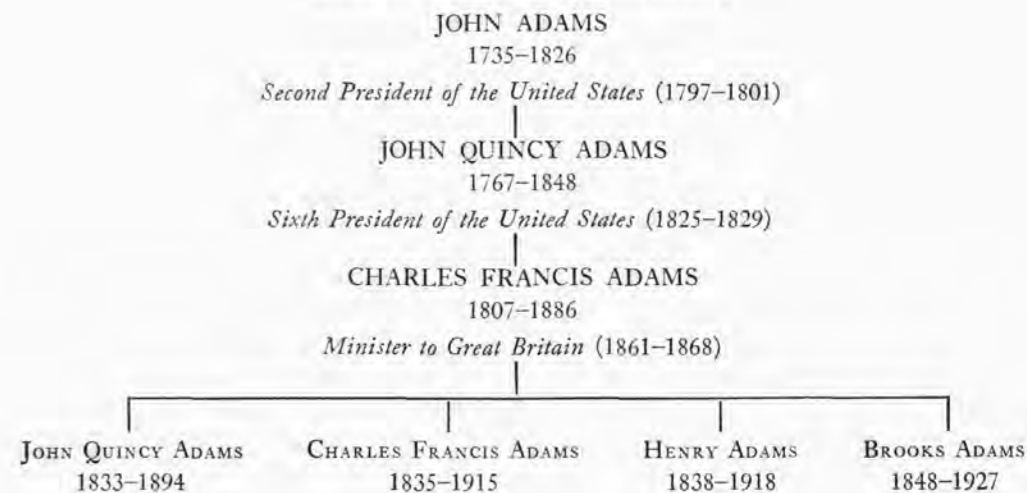 JOHN ADAMS
1735–1826
Second President of the United States (1797–1801)
JOHN QUINCY ADAMS
1767–1848
Sixth President of the United States (1825–1829)
CHARLES FRANCIS ADAMS
1807–1886
Minister to Great Britain (1861–1868)
JOHN QUINCY ADAMS CHARLES FRANCIS ADAMS HENRY ADAMS BROOKS ADAMS
1833–1894 1835–1915 1838–1918 1848–1927